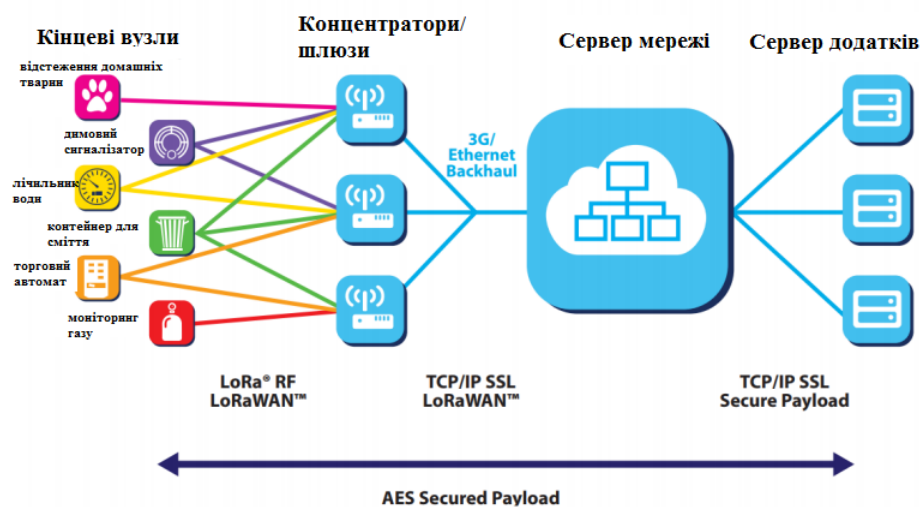 Кінцеві вузли
Концентратори/
шлюзи
Сервер мережі
Сервер додатків
відстеження домашніх
тварин
димовий
сигналізатор
лічильник
води
контейнер для
сміття
торговий
автомат
моніторинг
газу
3G/
Ethernet
Backhaul
LoRa® RF
LoRaWAN™
TCP/IP SSL
LoRaWAN™
TCP/IP SSL
Secure Payload
AES Secured Payload